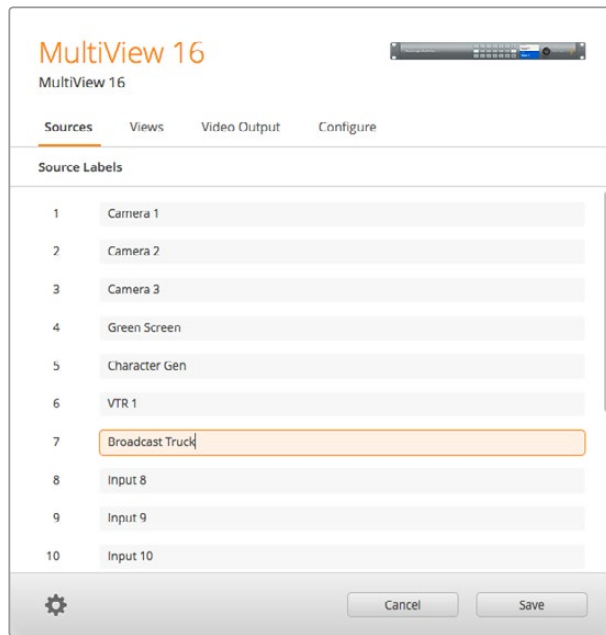 MultiView 16
MultiView 16
Sources Views Video Output Configure
Source Labels
1 Camera 1
2 Camera 2
3 Camera 3
4 Green Screen
5 Character Gen
6 VTR 1
7 Broadcast Truck
8 Input 8
9 Input 9
10 Input 10
Cancel Save